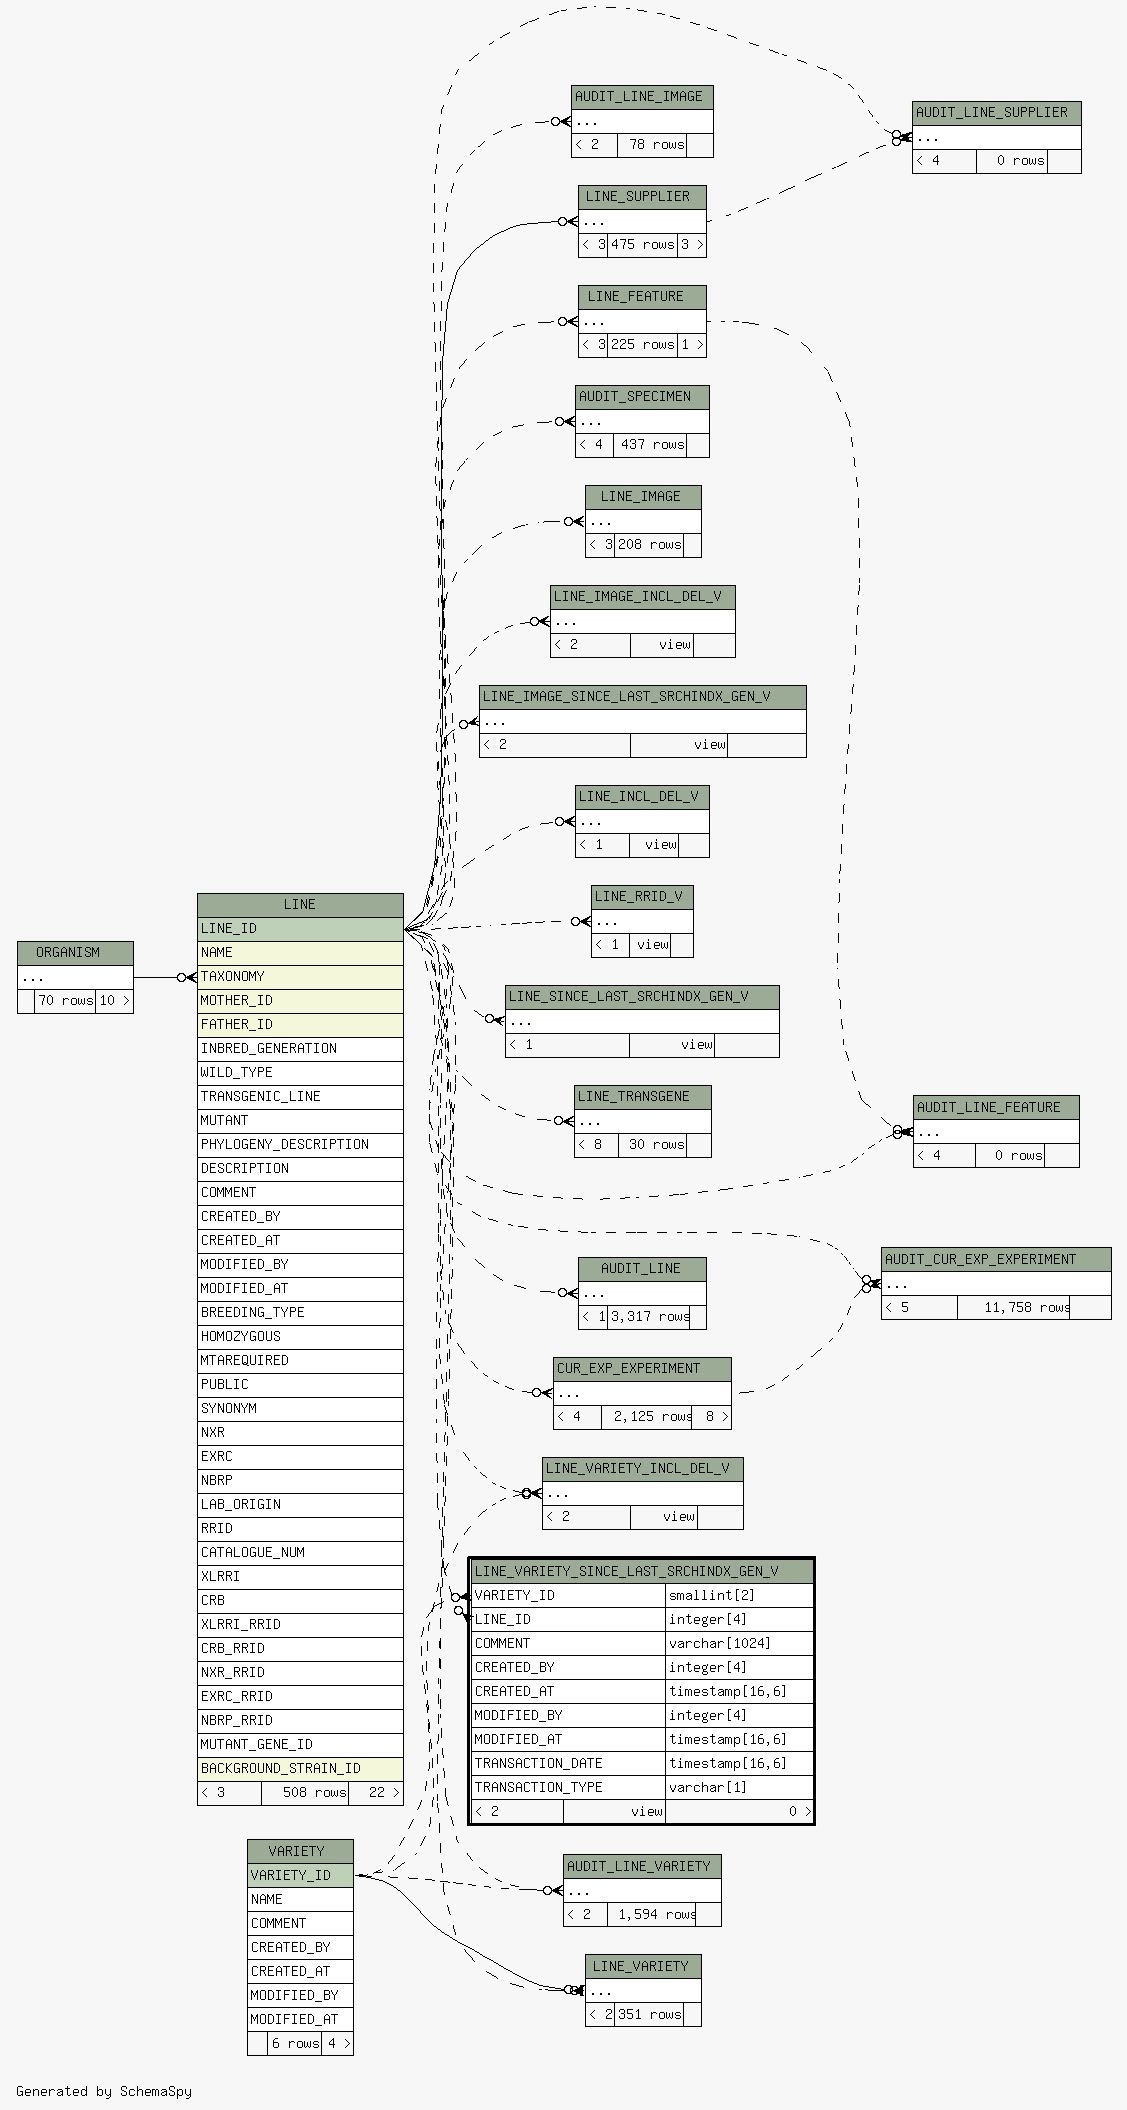 AUDIT_LINE_IMAGE
...
< 2 78 rows
AUDIT_LINE_SUPPLIER
...
< 4 0 rows
LINE_SUPPLIER
...
< 3 475 rows 3 >
LINE_FEATURE
...
< 3 225 rows 1 >
AUDIT_SPECIMEN
...
< 4 437 rows
LINE_IMAGE
...
< 3 208 rows
LINE_IMAGE_INCL_DEL_V
...
< 2 view
LINE_IMAGE_SINCE_LAST_SRCHINDX_GEN_V
...
< 2 view
LINE_INCL_DEL_V
...
< 1 view
LINE_RRID_V
...
< 1 view
LINE_SINCE_LAST_SRCHINDX_GEN_V
...
< 1 view
LINE_TRANSGENE
...
< 8 30 rows
AUDIT_LINE_FEATURE
...
< 4 0 rows
AUDIT_CUR_EXP_EXPERIMENT
...
< 5 11,758 rows
AUDIT_LINE
...
< 1 3,317 rows
CUR_EXP_EXPERIMENT
...
< 4 2,125 rows 8 >
LINE_VARIETY_INCL_DEL_V
...
< 2 view
ORGANISM
...
70 rows 10 >
LINE
LINE_ID
NAME
TAXONOMY
MOTHER_ID
FATHER_ID
INBRED_GENERATION
WILD_TYPE
TRANSGENIC_LINE
MUTANT
PHYLOGENY_DESCRIPTION
DESCRIPTION
COMMENT
CREATED_BY
CREATED_AT
MODIFIED_BY
MODIFIED_AT
BREEDING_TYPE
HOMOZYGOUS
MTAREQUIRED
PUBLIC
SYNONYM
NXR
EXRC
NBRP
LAB_ORIGIN
RRID
CATALOGUE_NUM
XLRRI
CRB
XLRRI_RRID
CRB_RRID
NXR_RRID
EXRC_RRID
NBRP_RRID
MUTANT_GENE_ID
BACKGROUND_STRAIN_ID
< 3 508 rows 22 >
LINE_VARIETY_SINCE_LAST_SRCHINDX_GEN_V
VARIETY_ID smallint[2]
LINE_ID integer[4]
COMMENT varchar[1024]
CREATED_BY integer[4]
CREATED_AT timestamp[16,6]
MODIFIED_BY integer[4]
MODIFIED_AT timestamp[16,6]
TRANSACTION_DATE timestamp[16,6]
TRANSACTION_TYPE varchar[1]
< 2 view 0 >
VARIETY
VARIETY_ID
NAME
COMMENT
CREATED_BY
CREATED_AT
MODIFIED_BY
MODIFIED_AT
6 rows 4 >
AUDIT_LINE_VARIETY
...
< 2 1,594 rows
LINE_VARIETY
...
< 2 351 rows
Generated by SchemaSpy